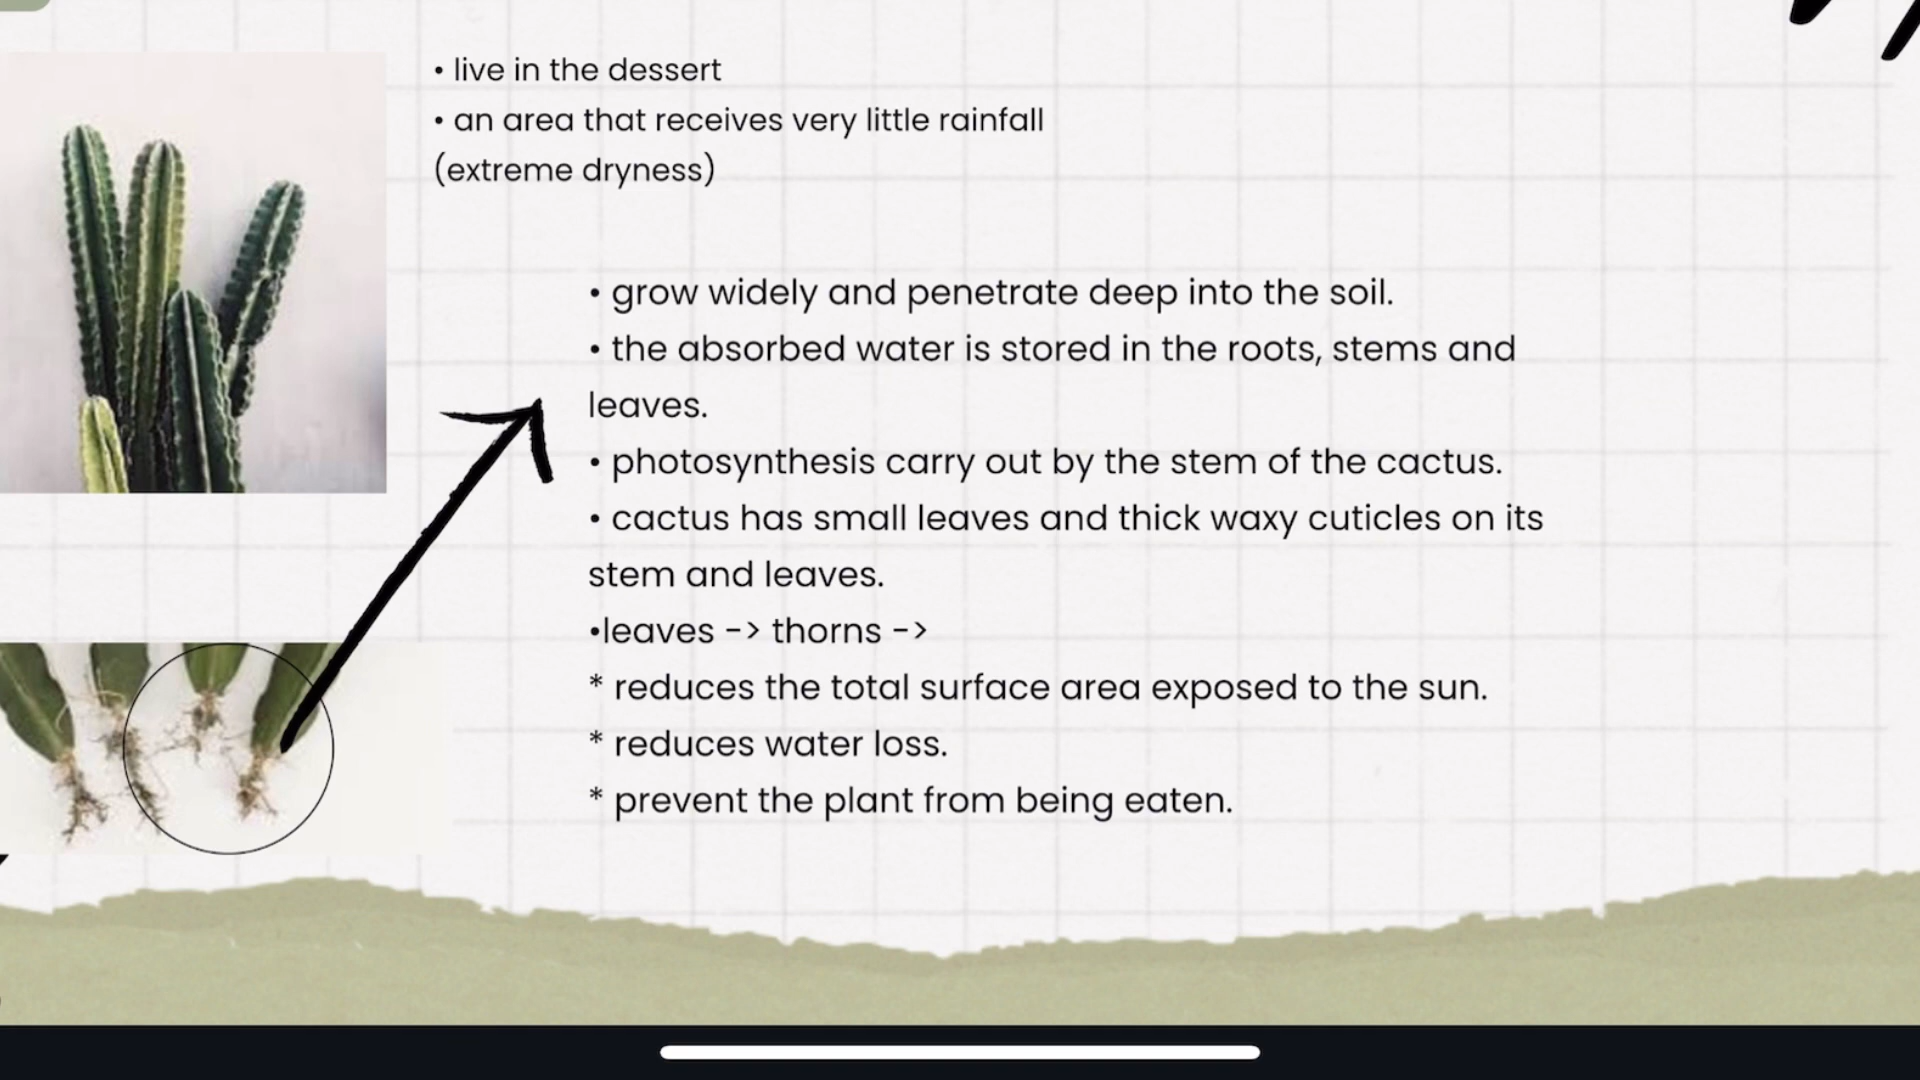 • live in the dessert
• an area that receives very little rainfall
(extreme dryness)
• grow widely and penetrate deep into the soil.
• the absorbed water is stored in the roots, stems and
leaves.
• photosynthesis carry out by the stem of the cactus.
• cactus has small leaves and thick waxy cuticles on its
stem and leaves.
•leaves -> thorns ->
* reduces the total surface area exposed to the sun.
* reduces water loss.
* prevent the plant from being eaten.